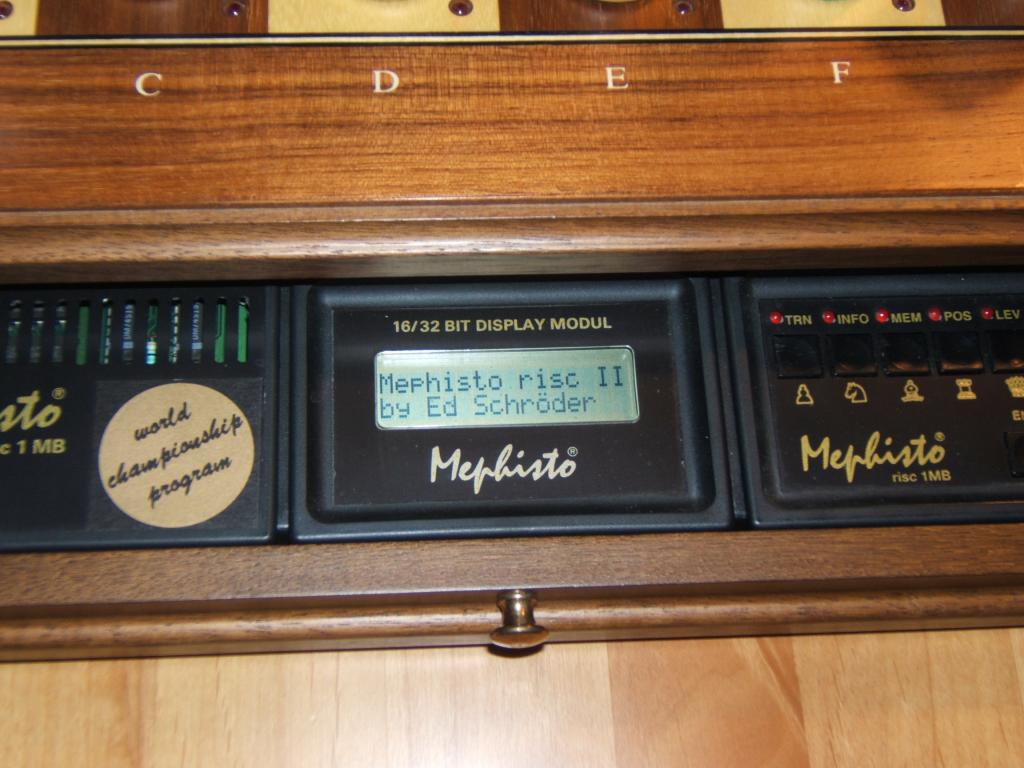 C D E F
16/32 BIT DISPLAY MODUL
Mephisto risc II
by Ed Schröder
Mephisto®
sto®
c 1 MB
world
championship
program
TRN INFO MEM POS LEV
Mephisto®
risc 1MB